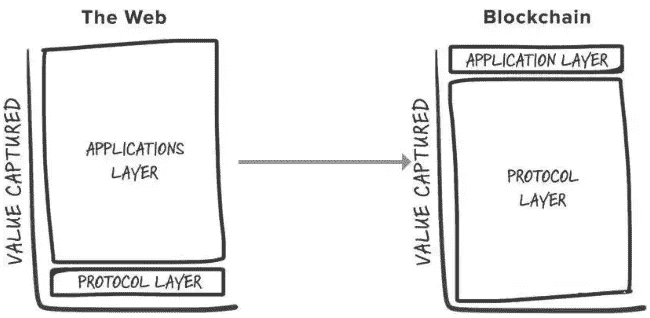 The Web
VALUE CAPTURED
APPLICATIONS
LAYER
PROTOCOL LAYER
Blockchain
VALUE CAPTURED
APPLICATION LAYER
PROTOCOL
LAYER